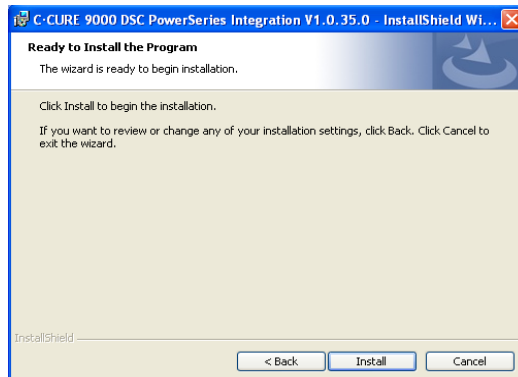 C·CURE 9000 DSC PowerSeries Integration V1.0.35.0 - InstallShield Wi...
Ready to Install the Program
The wizard is ready to begin installation.
Click Install to begin the installation.
If you want to review or change any of your installation settings, click Back. Click Cancel to
exit the wizard.
InstallShield
< Back Install Cancel